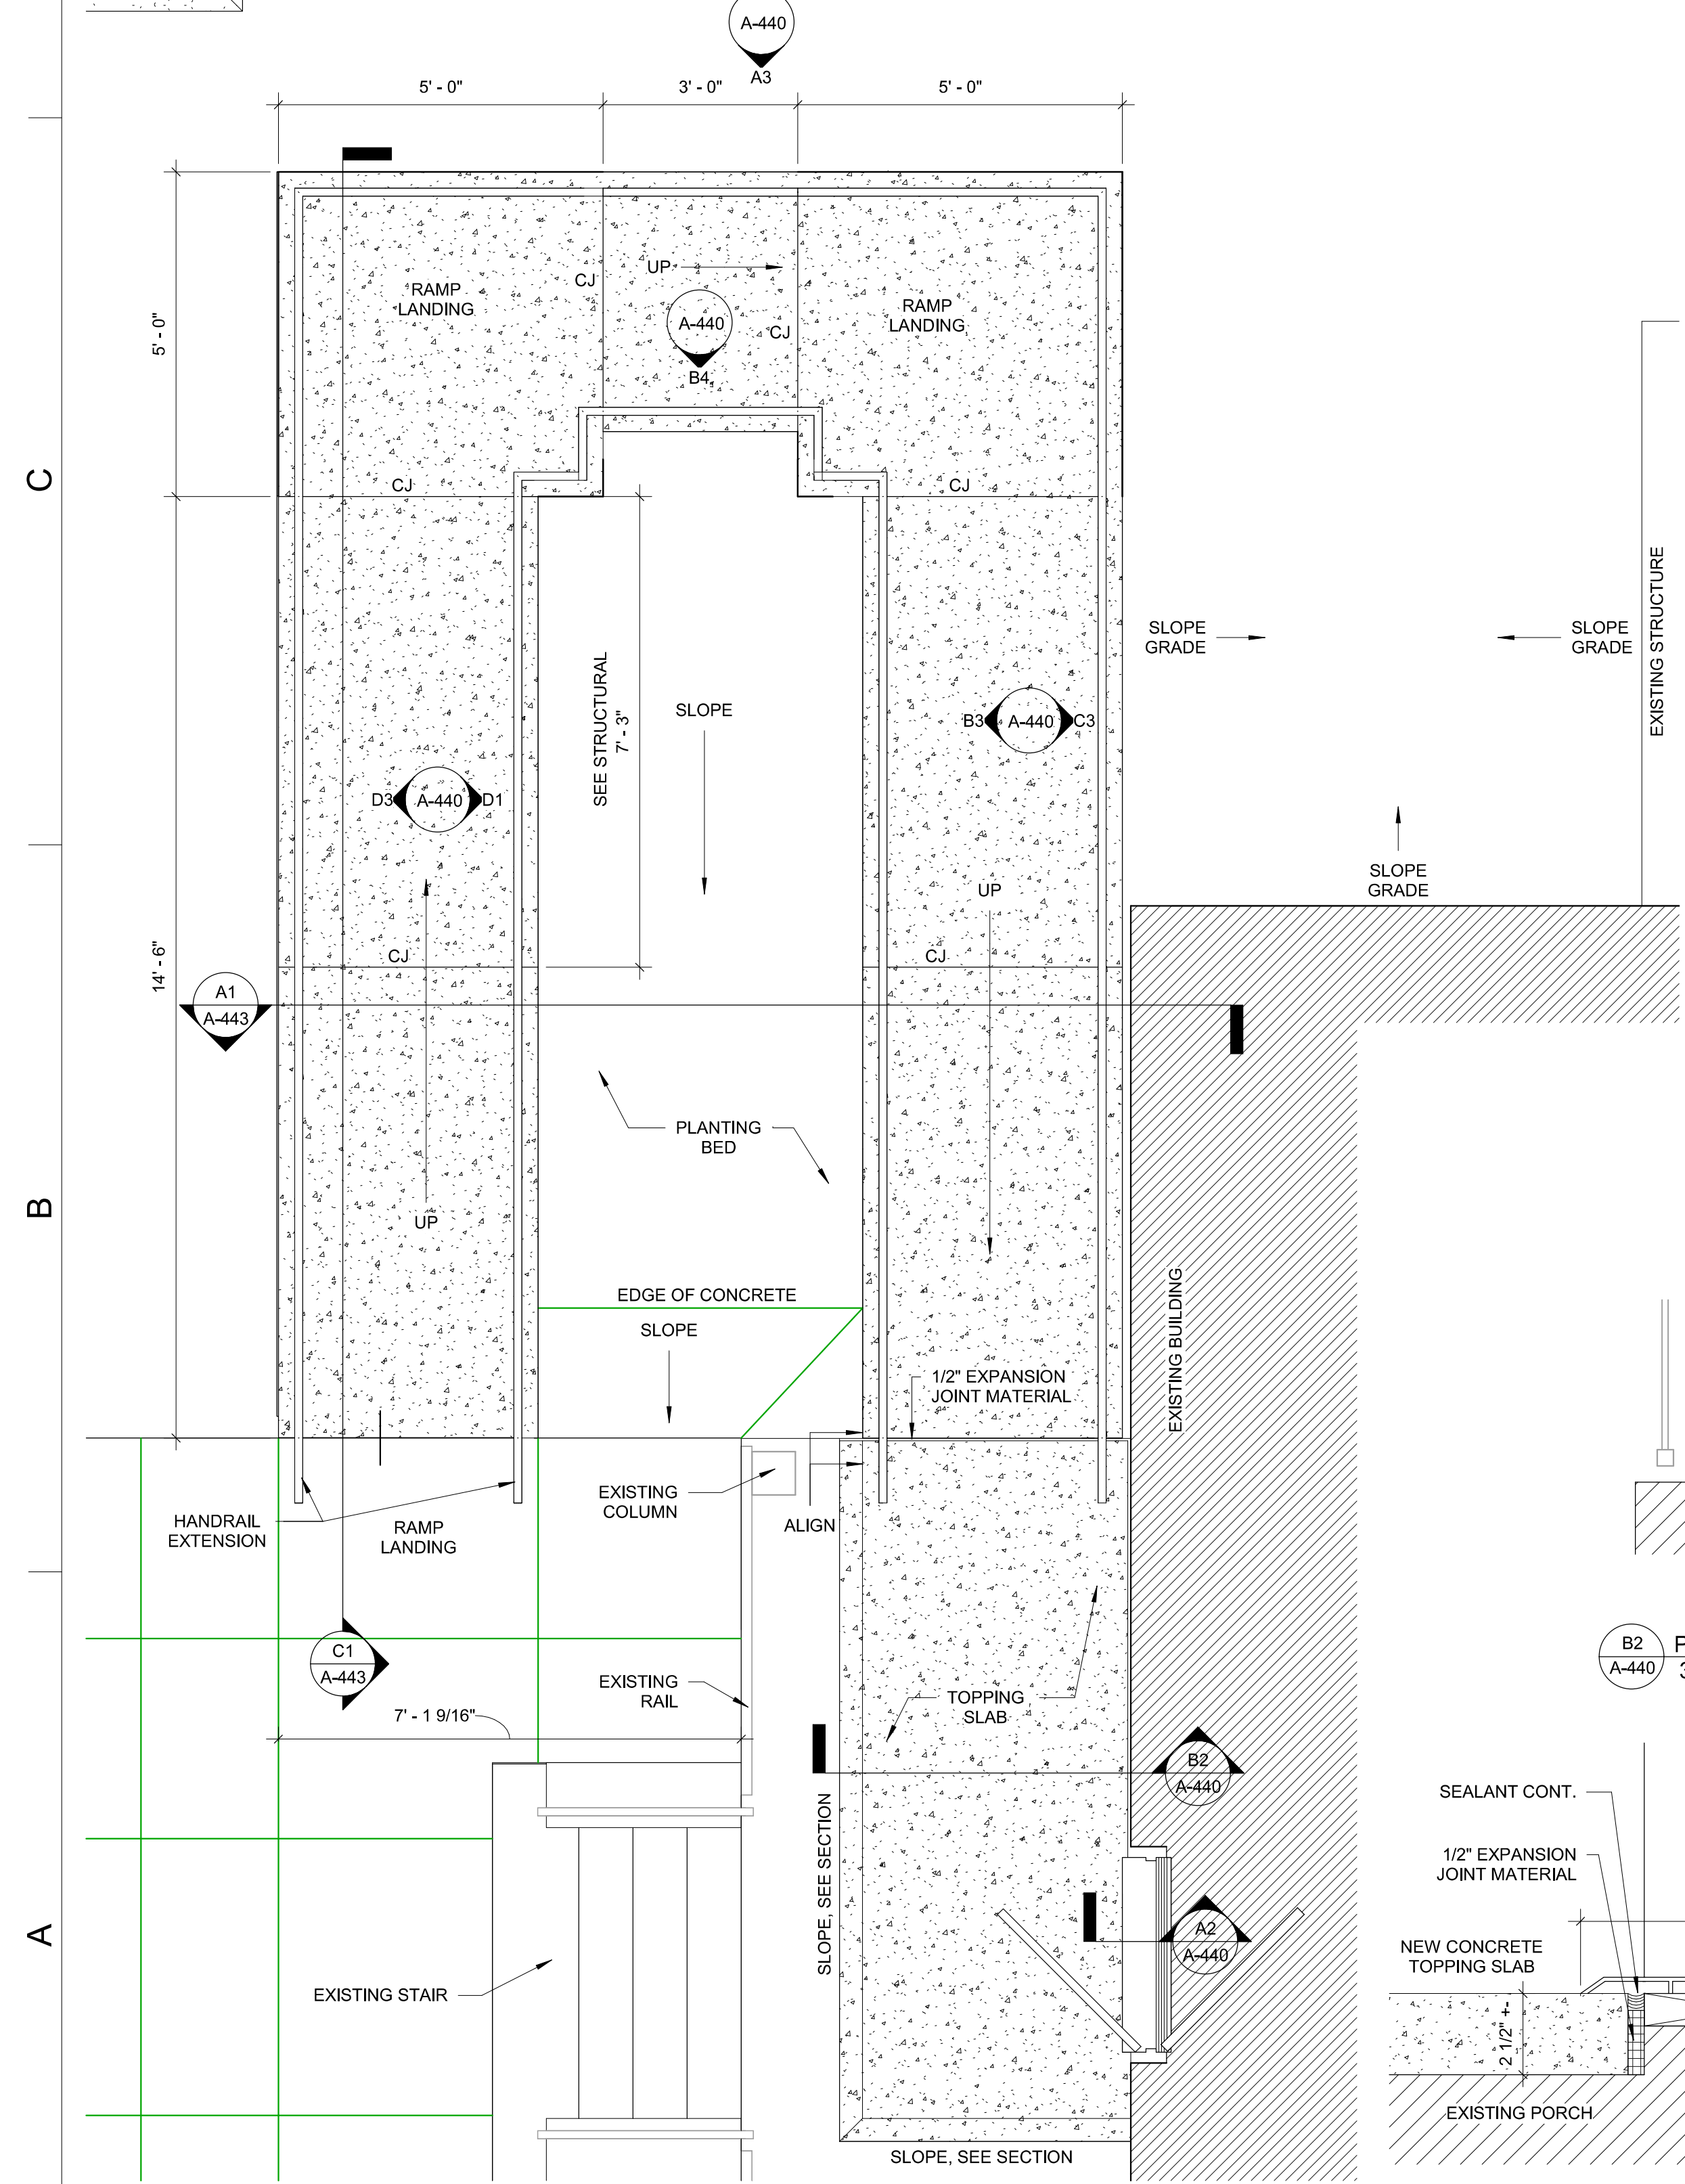 A-440
A3
5' - 0"
3' - 0"
5' - 0"
5' - 0"
C
RAMP
LANDING
CJ
UP
A-440
B4
CJ
RAMP
LANDING
CJ
CJ
SEE STRUCTURAL
7' - 3"
SLOPE
B3
A-440
C3
D3
A-440
D1
SLOPE
GRADE
SLOPE
GRADE
EXISTING STRUCTURE
SLOPE
GRADE
UP
14' - 6"
CJ
CJ
A1
A-443
PLANTING
BED
B
UP
EDGE OF CONCRETE
SLOPE
1/2" EXPANSION
JOINT MATERIAL
EXISTING BUILDING
HANDRAIL
EXTENSION
RAMP
LANDING
EXISTING
COLUMN
ALIGN
C1
A-443
EXISTING
RAIL
TOPPING
SLAB
7' - 1 9/16"
B2
A-440
B2
A-440
P
3
SLOPE, SEE SECTION
A2
A-440
SEALANT CONT.
1/2" EXPANSION
JOINT MATERIAL
A
NEW CONCRETE
TOPPING SLAB
2 1/2" +-
EXISTING STAIR
EXISTING PORCH
SLOPE, SEE SECTION